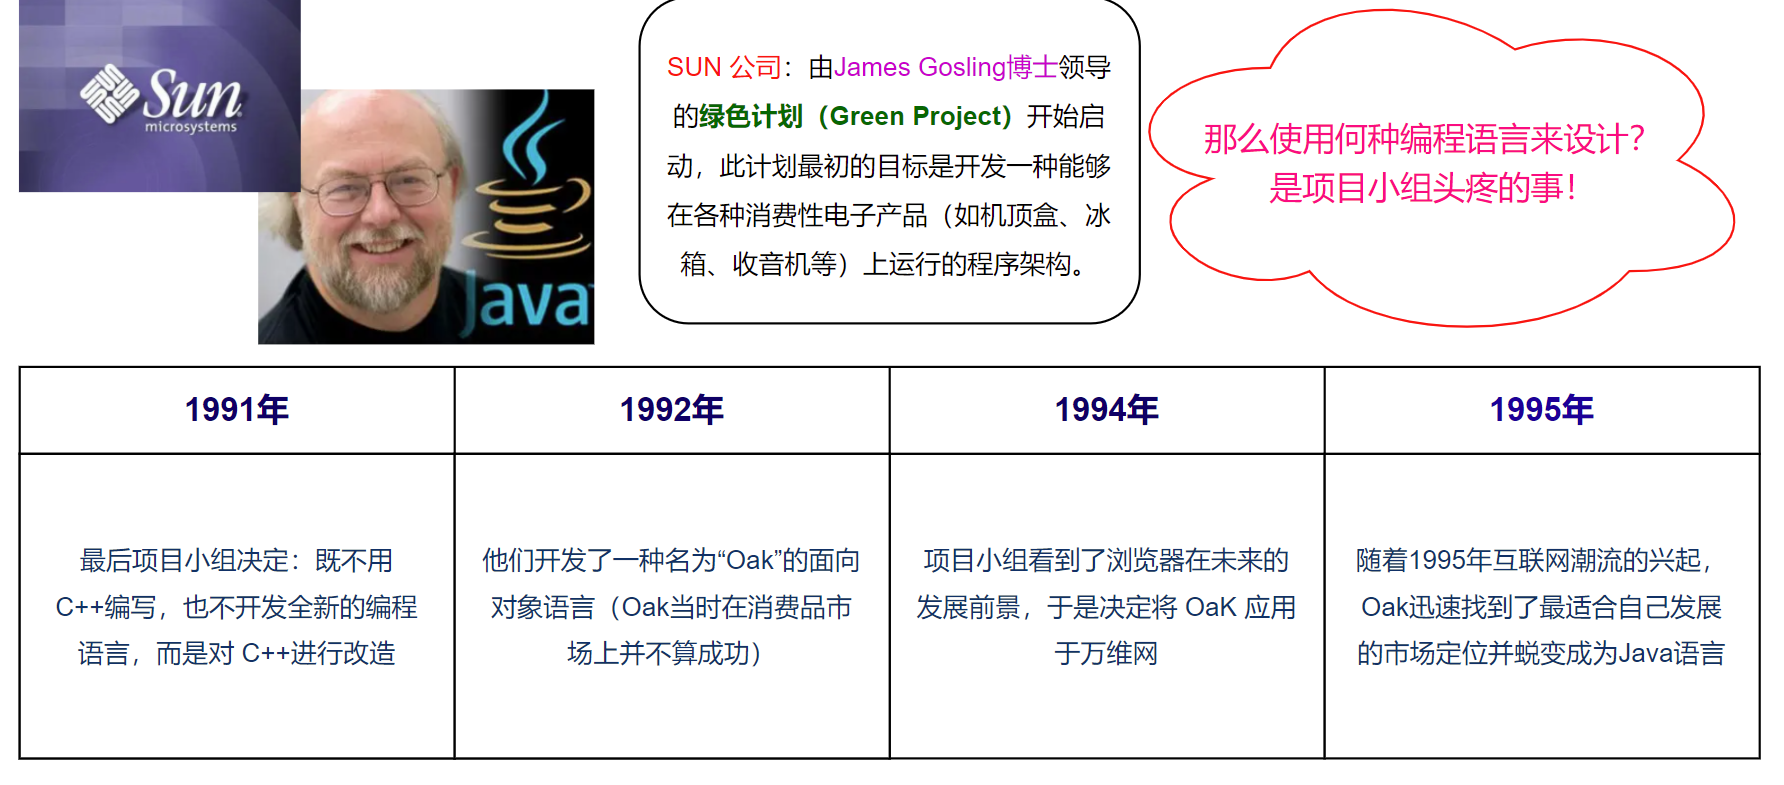 Sun
microsystems
Java
SUN 公司：由James Gosling博士领导
的绿色计划（Green Project）开始启
动，此计划最初的目标是开发一种能够
在各种消费性电子产品（如机顶盒、冰
箱、收音机等）上运行的程序架构。
那么使用何种编程语言来设计？
是项目小组头疼的事！
1991年
1992年
1994年
1995年
最后项目小组决定：既不用
C++编写，也不开发全新的编程
语言，而是对 C++进行改造
他们开发了一种名为“Oak”的面向
对象语言（Oak当时在消费品市
场上并不算成功）
项目小组看到了浏览器在未来的
发展前景，于是决定将 OaK 应用
于万维网
随着1995年互联网潮流的兴起，
Oak迅速找到了最适合自己发展
的市场定位并蜕变成为Java语言